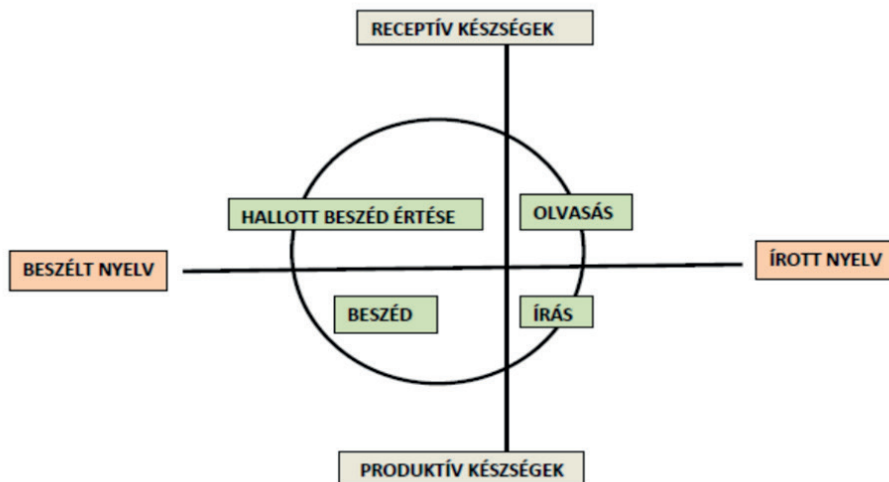 RECEPTÍV KÉSZSÉGEK
HALLOTT BESZÉD ÉRTÉSE
OLVASÁS
BESZÉLT NYELV
ÍROTT NYELV
BESZÉD
ÍRÁS
PRODUKTÍV KÉSZSÉGEK